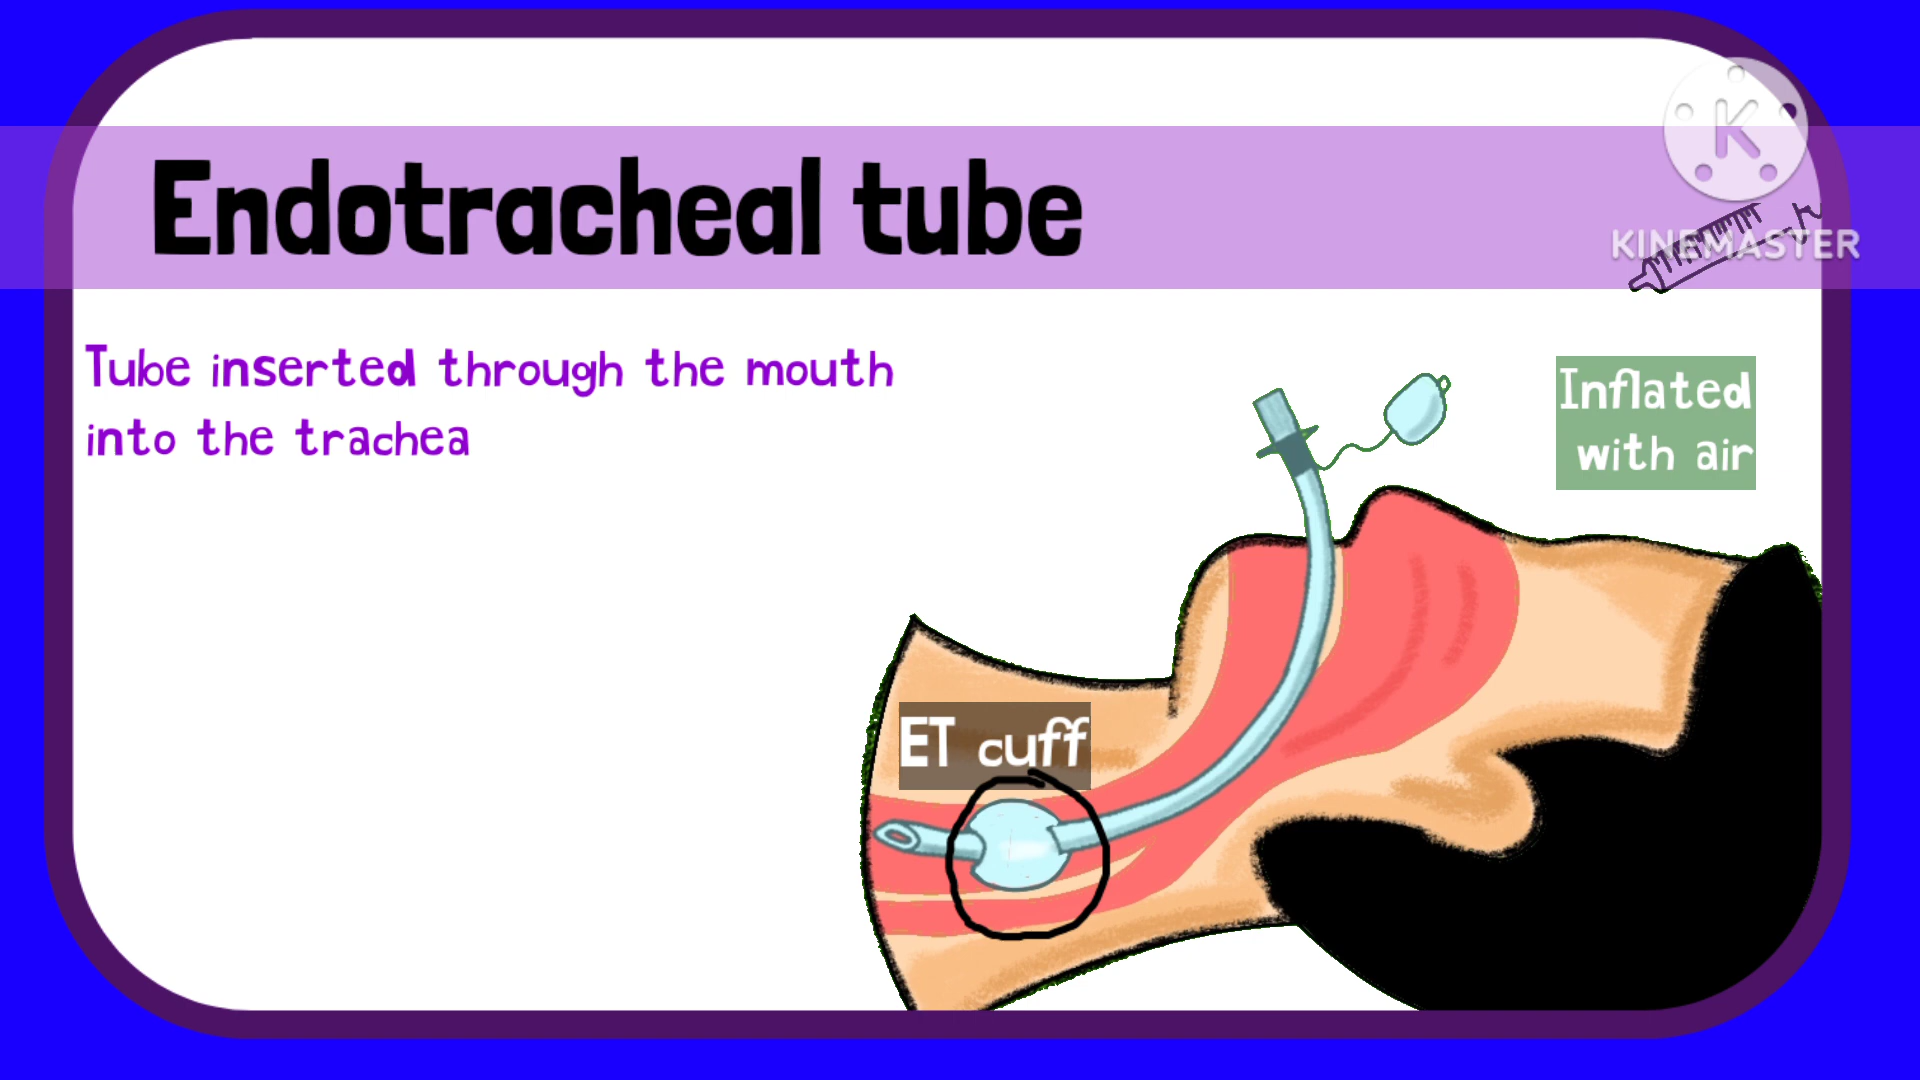 Endotracheal tube
K
KINEMASTER
Tube inserted through the mouth
into the trachea
Inflated
with air
ET cuff